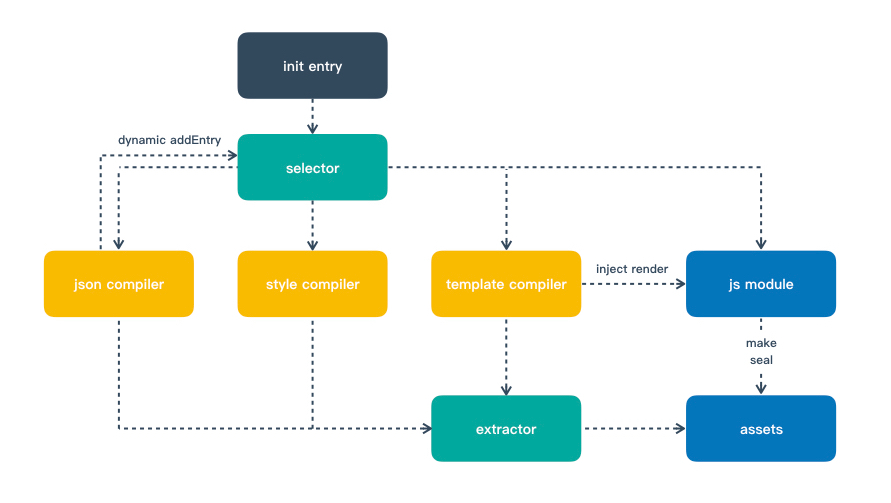 init entry
dynamic addEntry
selector
json compiler
style compiler
template compiler
inject render
js module
make
seal
extractor
assets